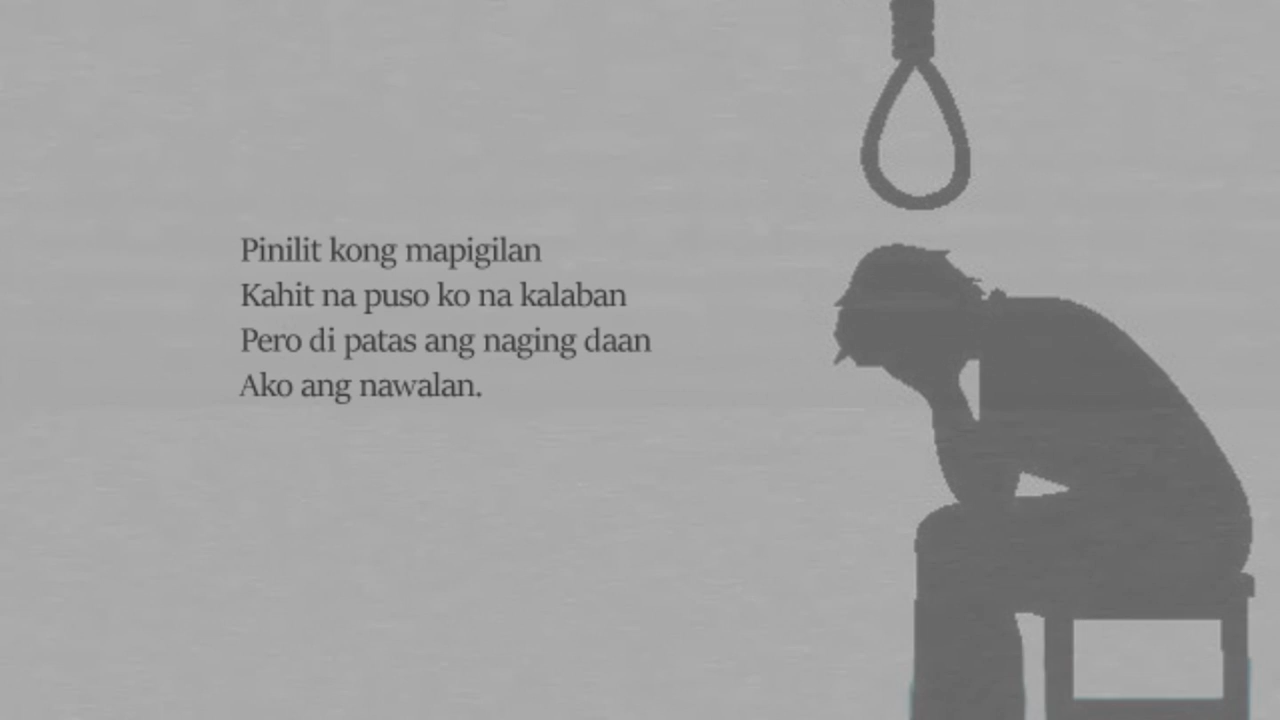 Pinilit kong mapigilan
Kahit na puso ko na kalaban
Pero di patas ang naging daan
Ako ang nawalan.